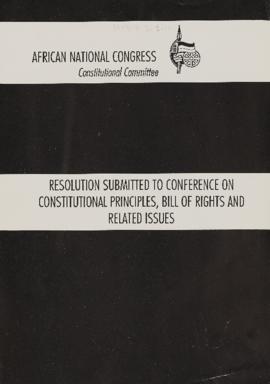 AFRICAN NATIONAL CONGRESS
Constitutional Committee
RESOLUTION SUBMITTED TO CONFERENCE ON
CONSTITUTIONAL PRINCIPLES, BILL OF RIGHTS AND
RELATED ISSUES